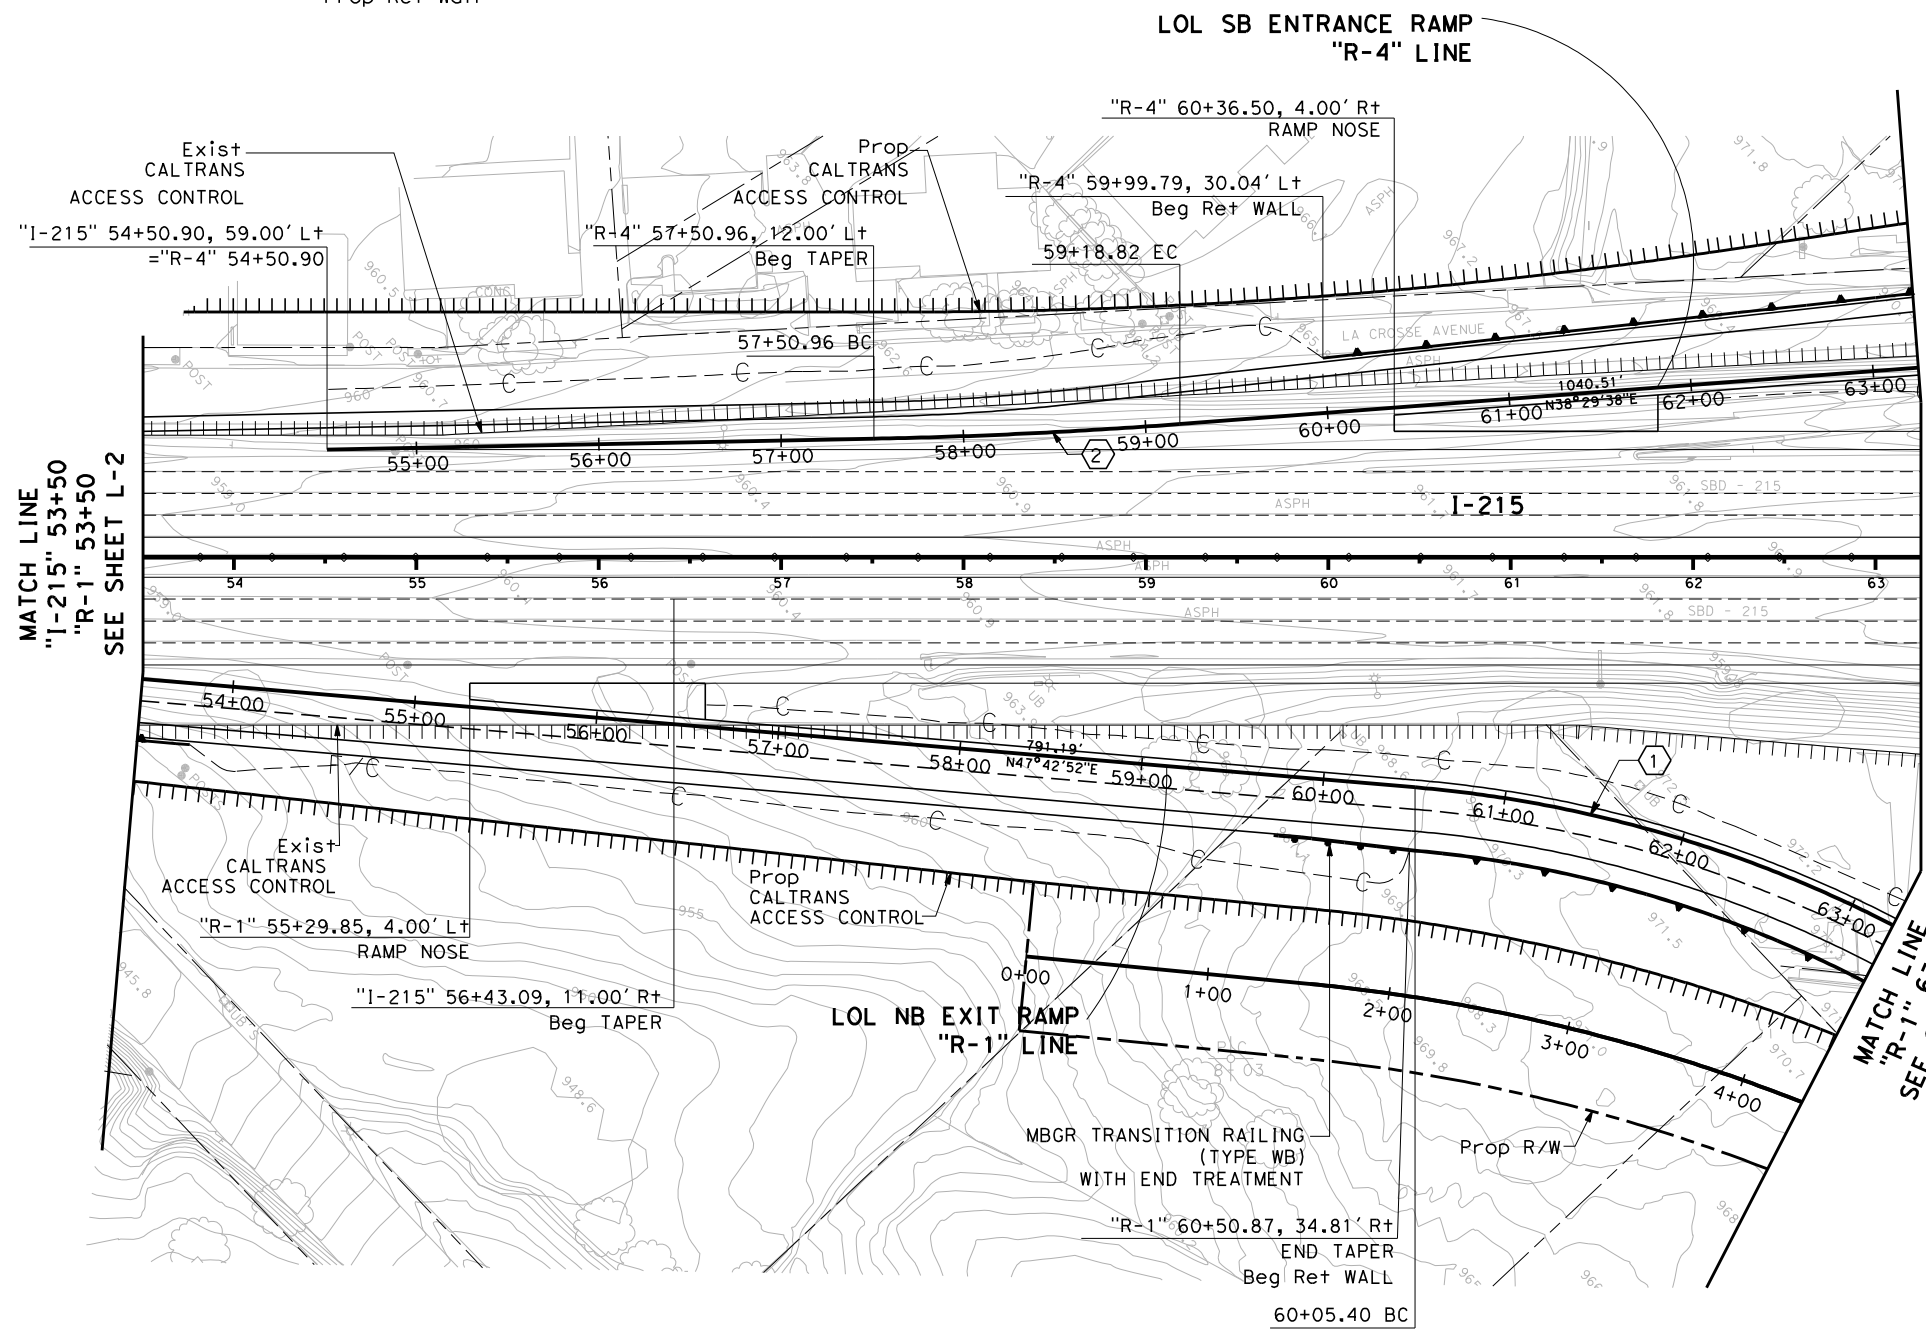 LOL SB ENTRANCE RAMP
"R-4" LINE
"R-4" 60+36.50, 4.00' Rt
RAMP NOSE
Exist
CALTRANS
ACCESS CONTROL
Prop
CALTRANS
ACCESS CONTROL
"R-4" 59+99.79, 30.04' Lt
Beg Ret WALL
"I-215" 54+50.90, 59.00' Lt
="R-4" 54+50.90
"R-4" 57+50.96, 12.00' Lt
Beg TAPER
59+18.82 EC
57+50.96 BC
LA CROSSE AVENUE
1040.51'
N38°29'38"E
55+00
56+00
57+00
58+00
59+00
60+00
61+00
62+00
63+00
2
MATCH LINE
"I-215" 53+50
"R-1" 53+50
SEE SHEET L-2
I-215
SBD - 215
ASPH
ASPH
ASPH
54
55
56
57
58
59
60
61
62
63
ASPH
SBD - 215
54+00
55+00
56+00
57+00
58+00
59+00
60+00
61+00
62+00
63+00
791.19'
N47°42'52"E
1
Exist
CALTRANS
ACCESS CONTROL
Prop
CALTRANS
ACCESS CONTROL
"R-1" 55+29.85, 4.00' Lt
RAMP NOSE
"I-215" 56+43.09, 11.00' Rt
Beg TAPER
0+00
1+00
2+00
3+00
4+00
LOL NB EXIT RAMP
"R-1" LINE
MBGR TRANSITION RAILING
(TYPE WB)
WITH END TREATMENT
Prop R/W
"R-1" 60+50.87, 34.81' Rt
END TAPER
Beg Ret WALL
60+05.40 BC
MATCH LINE